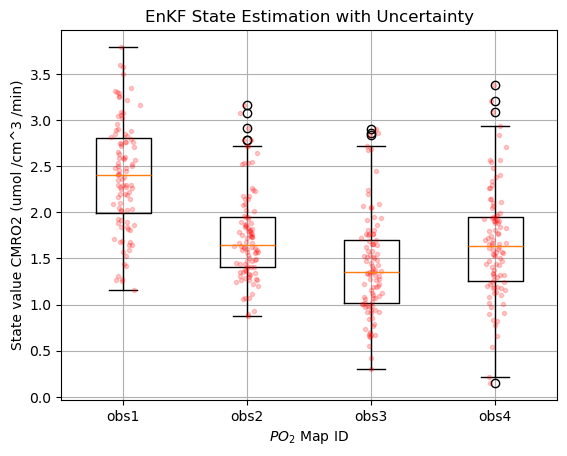 EnKF State Estimation with Uncertainty
State value CMRO2 (umol /cm^3 /min)
3.5
3.0
2.5
2.0
1.5
1.0
0.5
0.0
obs1 obs2 obs3 obs4
PO₂ Map ID